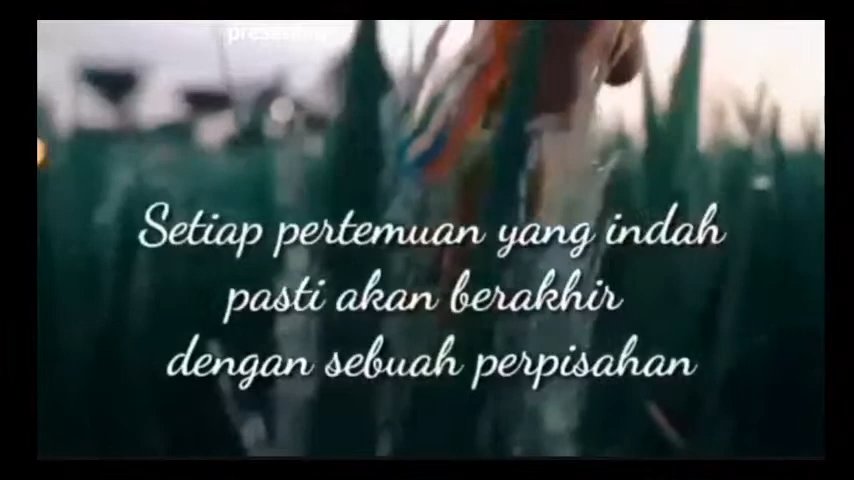 Setiap pertemuan yang indah
pasti akan berakhir
dengan sebuah perpisahan